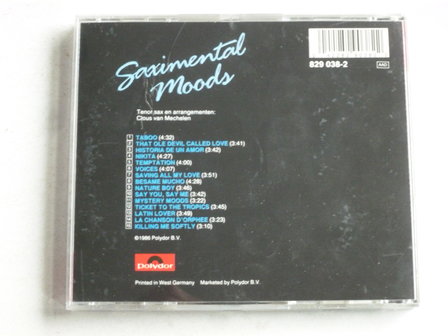 Saximental
Moods
829 038-2
AAD
Tenor sax en arrangementen:
Clous van Mechelen
TABOO (4:32)
THAT OLE DEVIL CALLED LOVE (3:41)
HISTORIA DE UN AMOR (3:42)
NIKITA (4:27)
TEMPTATION (4:00)
VOICES (4:07)
SAVING ALL MY LOVE (3:51)
BESAME MUCHO (4:28)
NATURE BOY (3:46)
SAY YOU, SAY ME (3:42)
MYSTERY MOODS (3:22)
TICKET TO THE TROPICS (3:45)
LATIN LOVER (3:49)
LA CHANSON D'ORPHEE (3:23)
KILLING ME SOFTLY (3:10)
℗1986 Polydor B.V.
Polydor
Printed in West Germany Marketed by Polydor B.V.